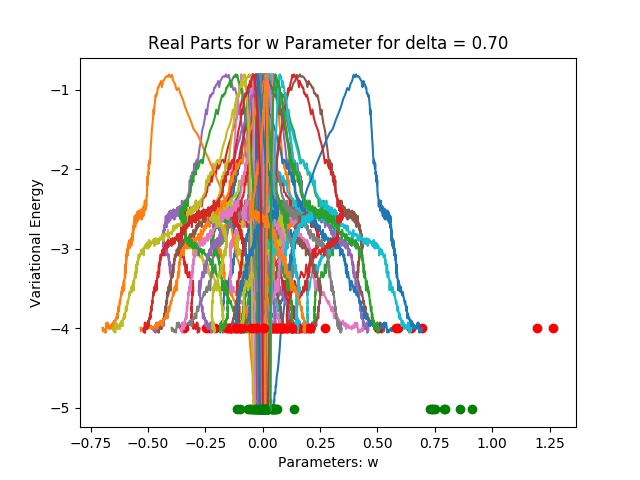 Real Parts for w Parameter for delta = 0.70
Variational Energy
−1
−2
−3
−4
−5
−0.75 −0.50 −0.25 0.00 0.25 0.50 0.75 1.00 1.25
Parameters: w